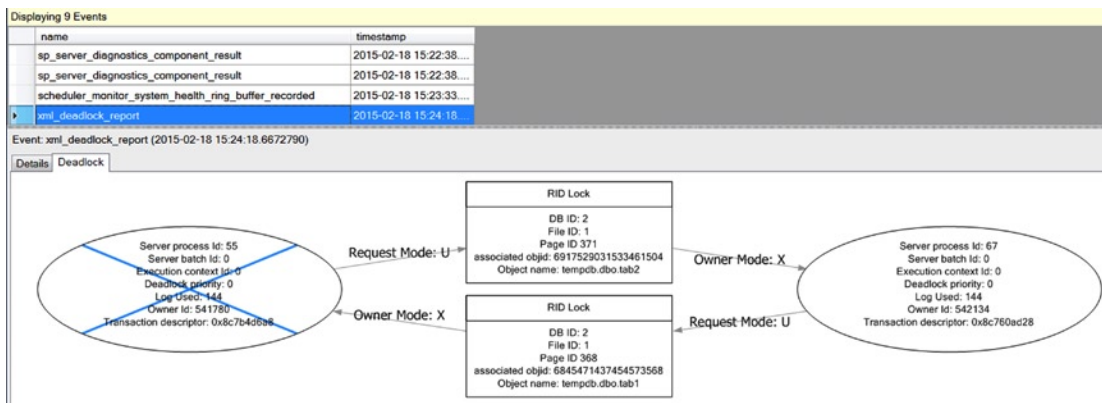 Displaying 9 Events
name timestamp
sp_server_diagnostics_component_result 2015-02-18 15:22:38....
sp_server_diagnostics_component_result 2015-02-18 15:22:38....
scheduler_monitor_system_health_ring_buffer_recorded 2015-02-18 15:23:33....
xml_deadlock_report 2015-02-18 15:24:18....
Event: xml_deadlock_report (2015-02-18 15:24:18.6672790)
Details Deadlock
Server process Id: 55
Server batch Id: 0
Execution context Id: 0
Deadlock priority: 0
Log Used: 144
Owner Id: 541780
Transaction descriptor: 0x8c7b4d6a8
Request Mode: U
Owner Mode: X
RID Lock
DB ID: 2
File ID: 1
Page ID 371
associated objid: 6917529031533461504
Object name: tempdb.dbo.tab2
RID Lock
DB ID: 2
File ID: 1
Page ID 368
associated objid: 6845471437454573568
Object name: tempdb.dbo.tab1
Owner Mode: X
Request Mode: U
Server process Id: 67
Server batch Id: 0
Execution context Id: 0
Deadlock priority: 0
Log Used: 144
Owner Id: 542134
Transaction descriptor: 0x8c760ad28